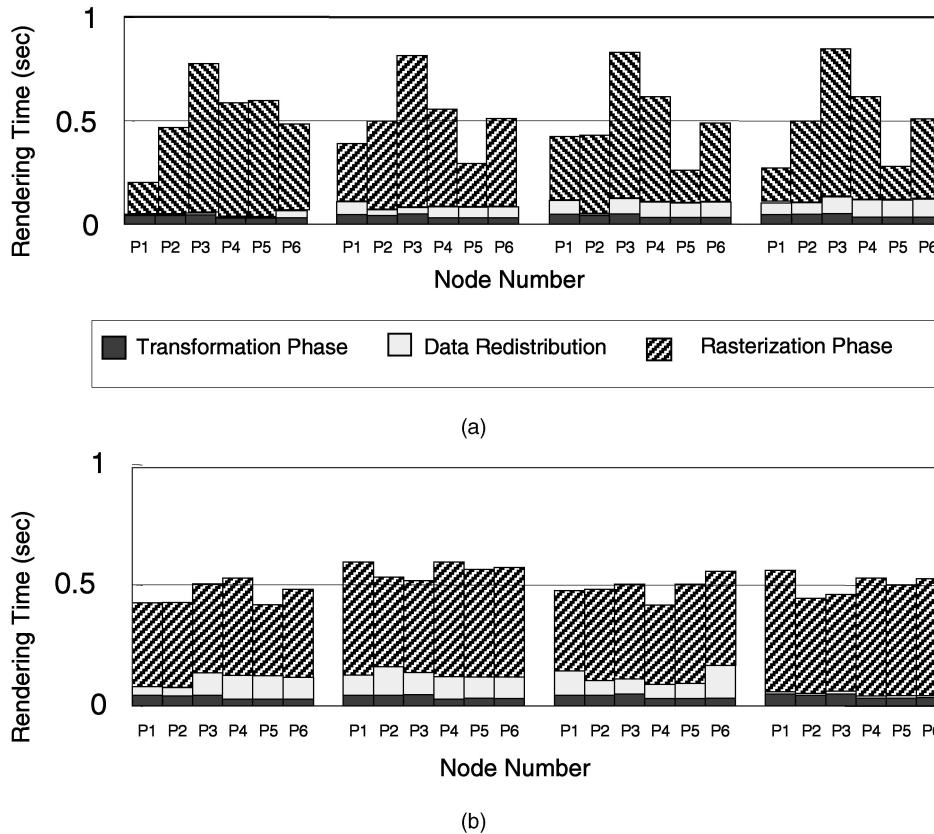 1
Rendering Time (sec)
0.5
0
P1 P2 P3 P4 P5 P6 P1 P2 P3 P4 P5 P6 P1 P2 P3 P4 P5 P6 P1 P2 P3 P4 P5 P6
Node Number
Transformation Phase Data Redistribution Rasterization Phase
(a)
1
Rendering Time (sec)
0.5
0
P1 P2 P3 P4 P5 P6 P1 P2 P3 P4 P5 P6 P1 P2 P3 P4 P5 P6 P1 P2 P3 P4 P5 P6
Node Number
(b)